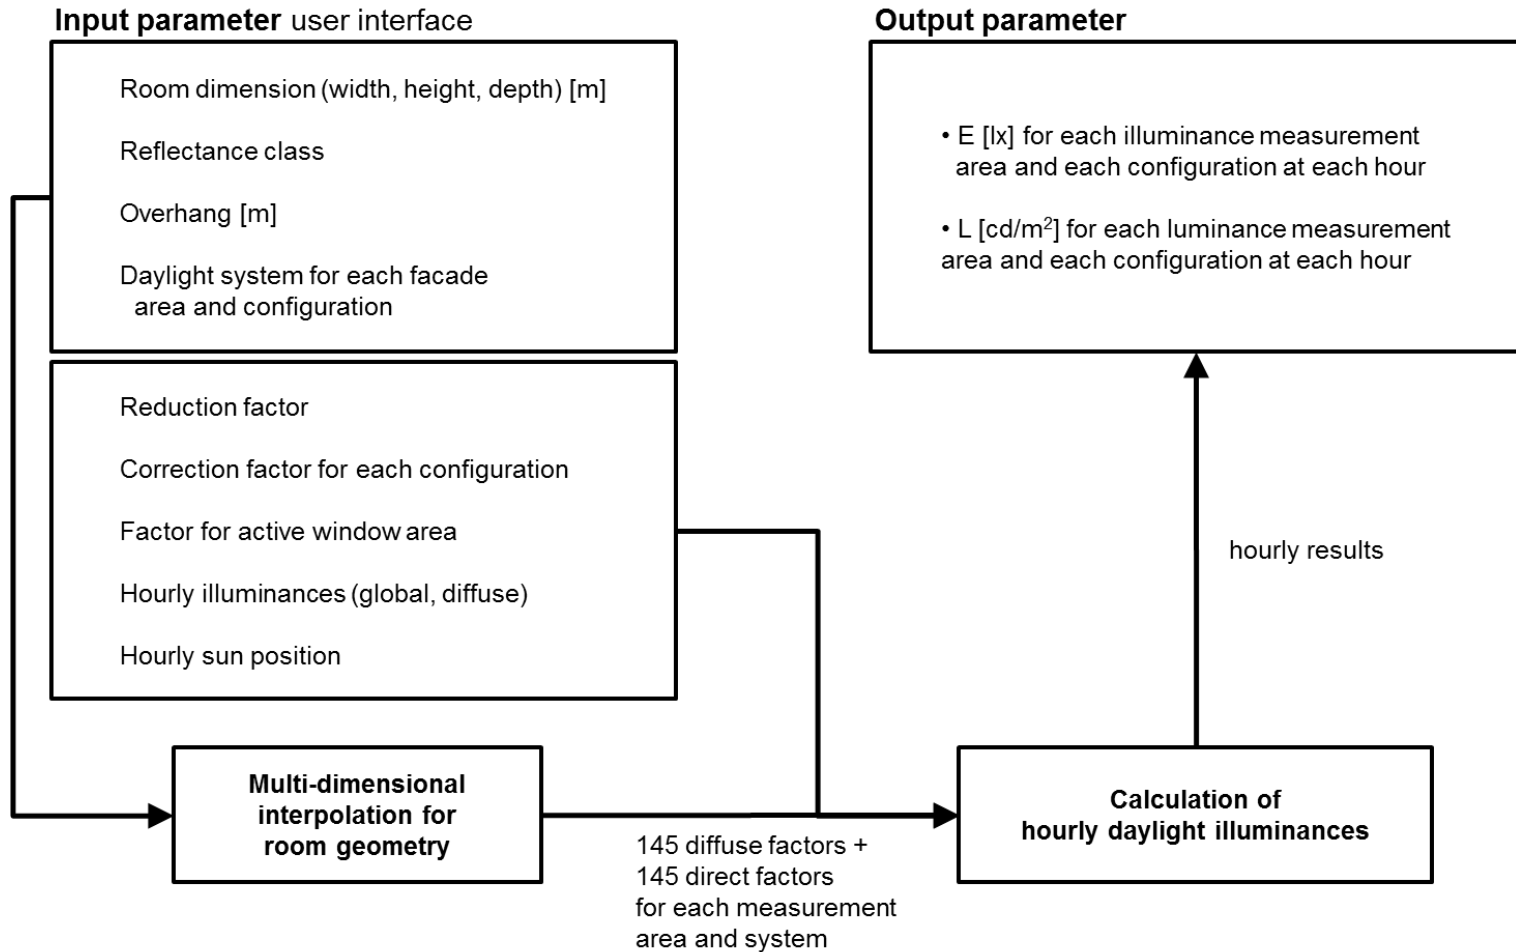 Input parameter user interface
Room dimension (width, height, depth) [m]
Reflectance class
Overhang [m]
Daylight system for each facade
area and configuration
Reduction factor
Correction factor for each configuration
Factor for active window area
Hourly illuminances (global, diffuse)
Hourly sun position
Multi-dimensional
interpolation for
room geometry
145 diffuse factors +
145 direct factors
for each measurement
area and system
Calculation of
hourly daylight illuminances
hourly results
Output parameter
• E [lx] for each illuminance measurement
area and each configuration at each hour
• L [cd/m²] for each luminance measurement
area and each configuration at each hour